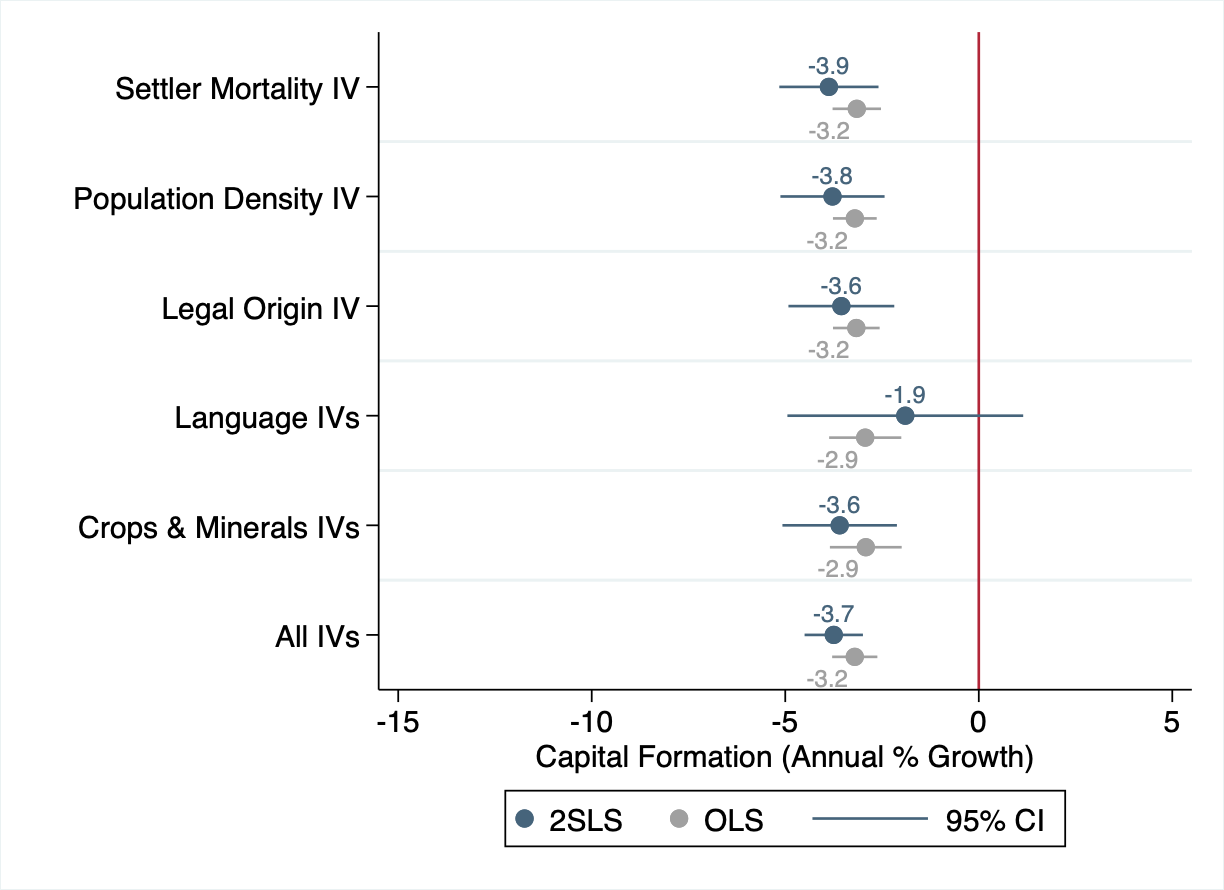 -3.9
Settler Mortality IV
-3.2
-3.8
Population Density IV
-3.2
-3.6
Legal Origin IV
-3.2
-1.9
Language IVs
-2.9
-3.6
Crops & Minerals IVs
-2.9
-3.7
All IVs
-3.2
-15 -10 -5 0 5
Capital Formation (Annual % Growth)
2SLS OLS 95% CI